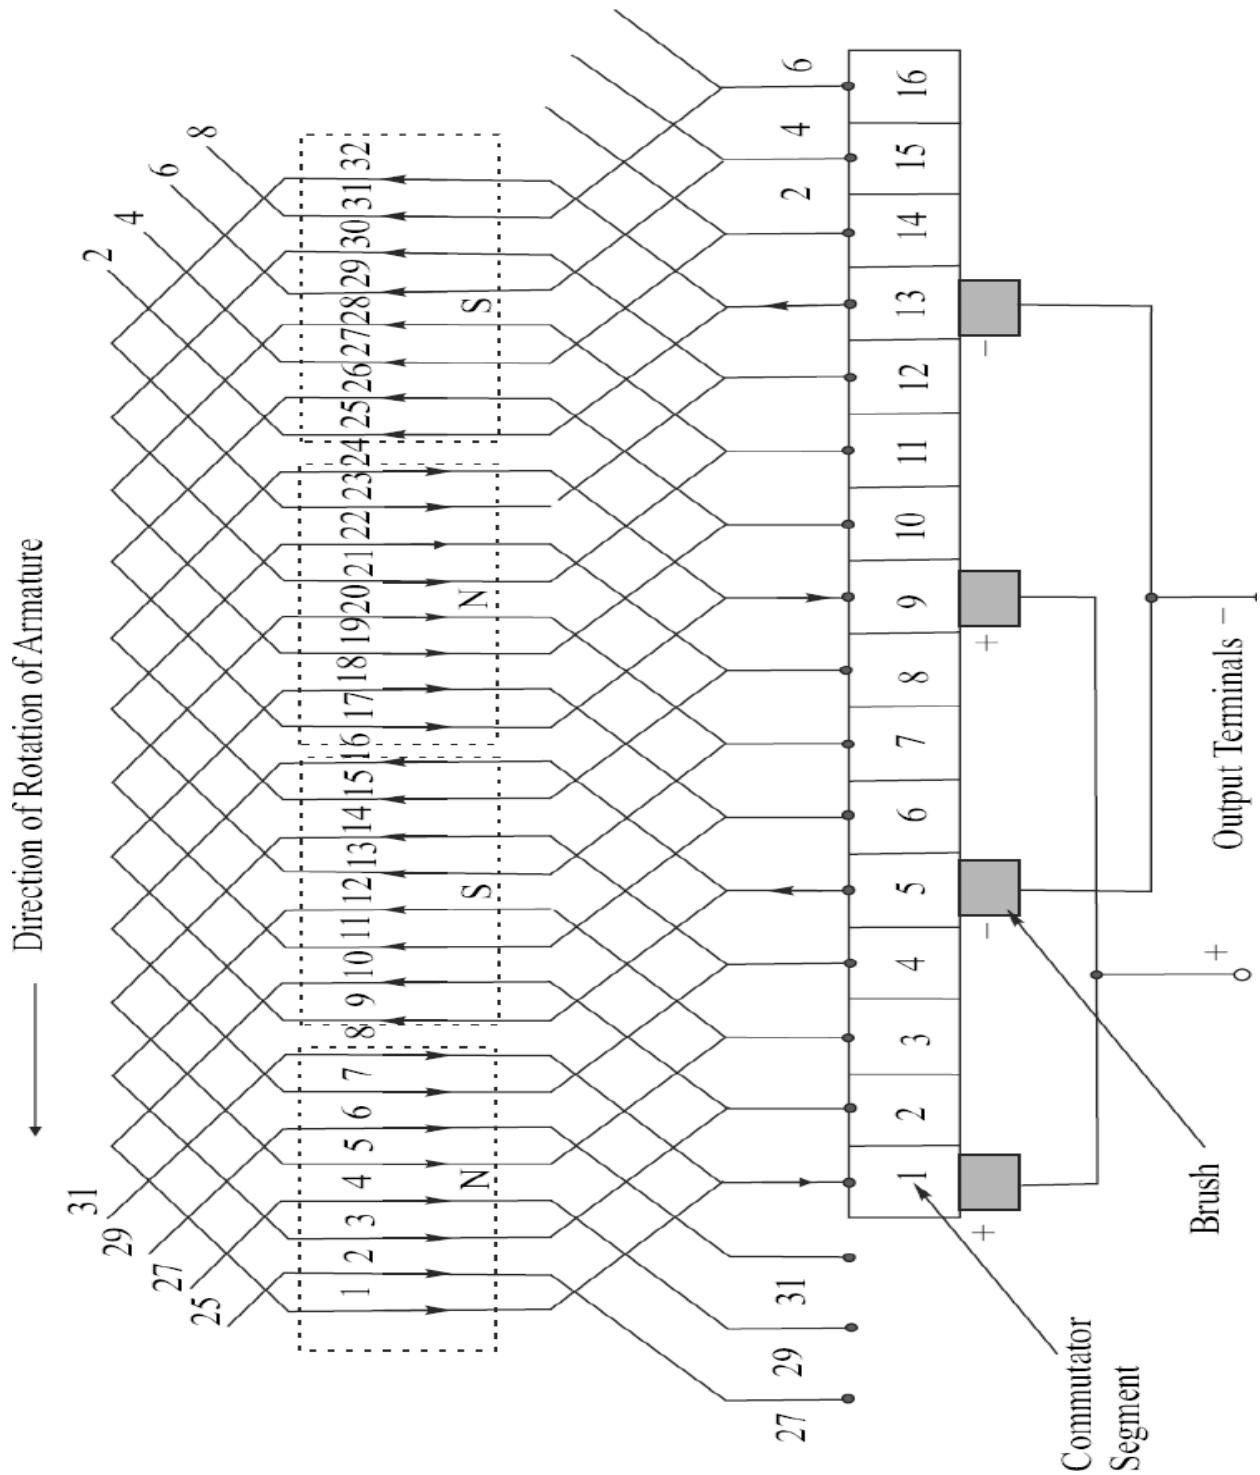 Direction of Rotation of Armature
31 2
29 4
27 6
25 8
1 2 3 4 5 6 7 8 9 10 11 12 13 14 15 16 17 18 19 20 21 22 23 24 25 26 27 28 29 30 31 32
N S N S
27 29 31 2 4 6
1 2 3 4 5 6 7 8 9 10 11 12 13 14 15 16
+ − + −
Commutator
Segment
Brush
+ Output Terminals −